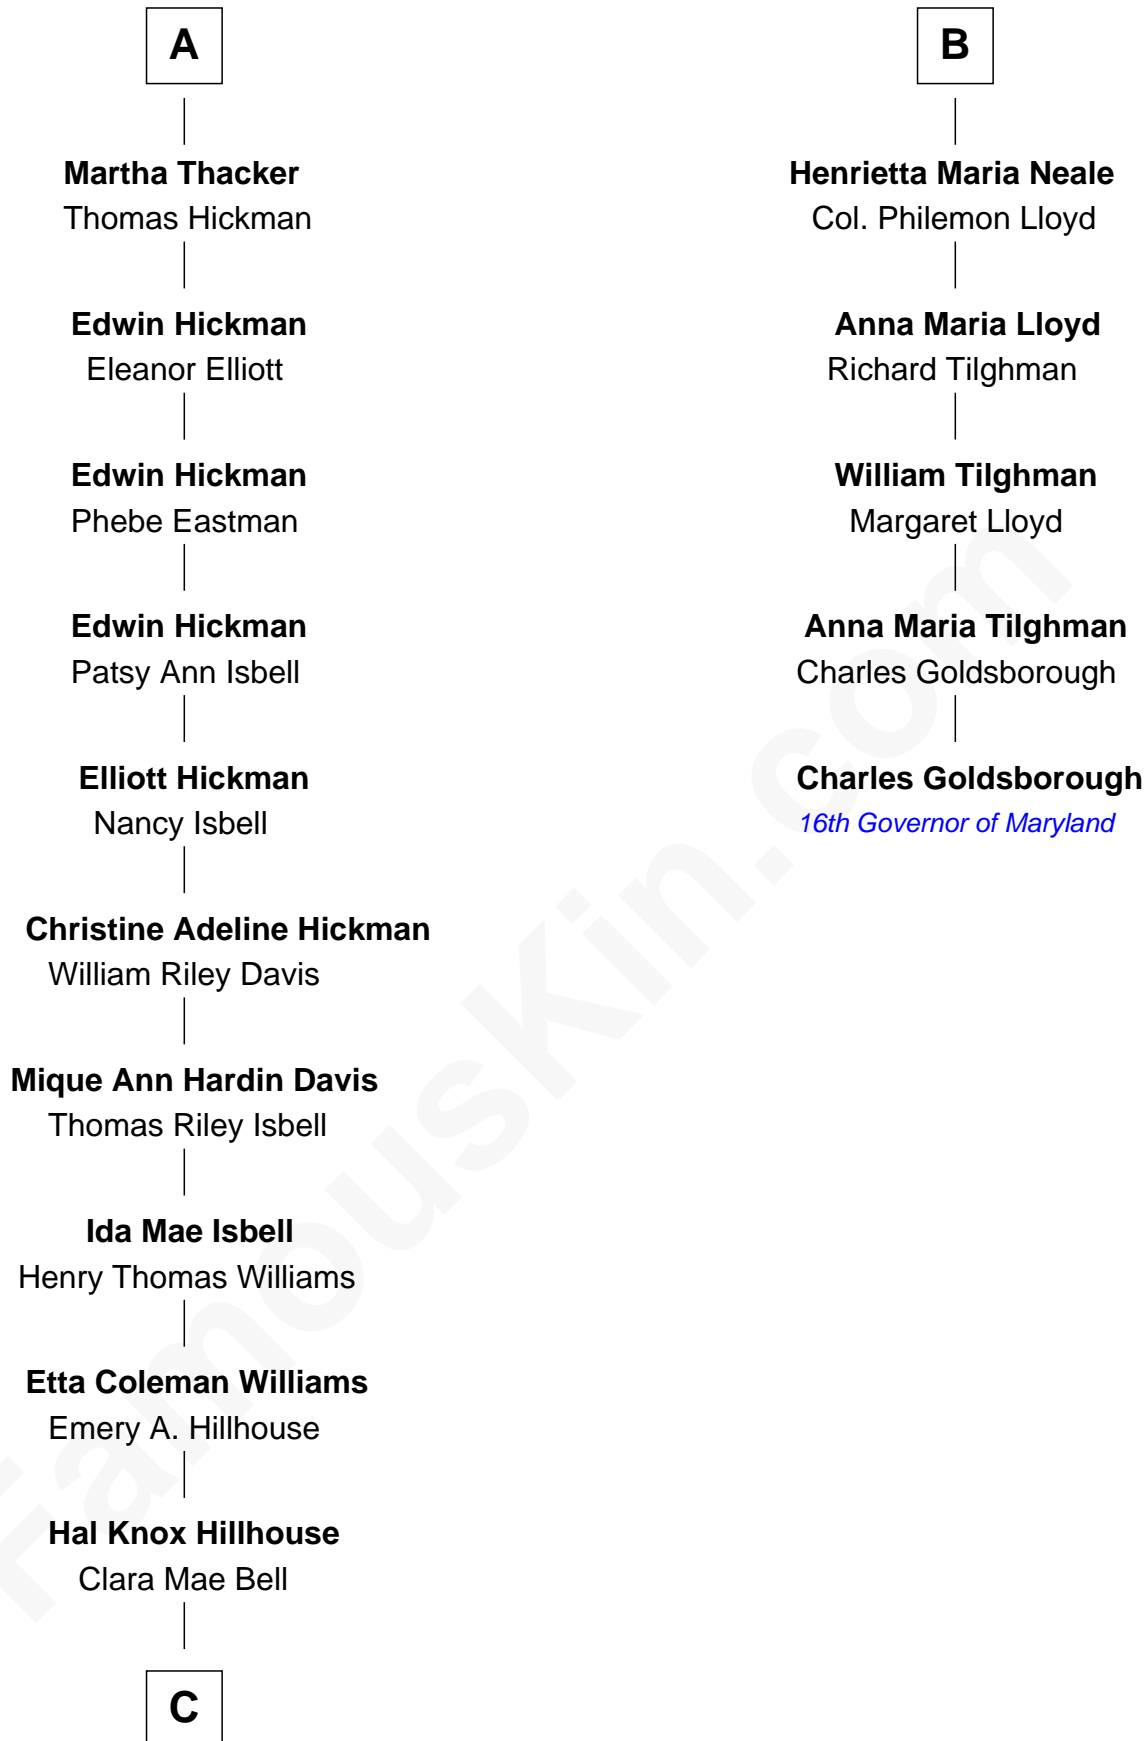 A
Martha Thacker
Thomas Hickman
Edwin Hickman
Eleanor Elliott
Edwin Hickman
Phebe Eastman
Edwin Hickman
Patsy Ann Isbell
Elliott Hickman
Nancy Isbell
Christine Adeline Hickman
William Riley Davis
Mique Ann Hardin Davis
Thomas Riley Isbell
Ida Mae Isbell
Henry Thomas Williams
Etta Coleman Williams
Emery A. Hillhouse
Hal Knox Hillhouse
Clara Mae Bell
C
B
Henrietta Maria Neale
Col. Philemon Lloyd
Anna Maria Lloyd
Richard Tilghman
William Tilghman
Margaret Lloyd
Anna Maria Tilghman
Charles Goldsborough
Charles Goldsborough
16th Governor of Maryland
FamousKin.com